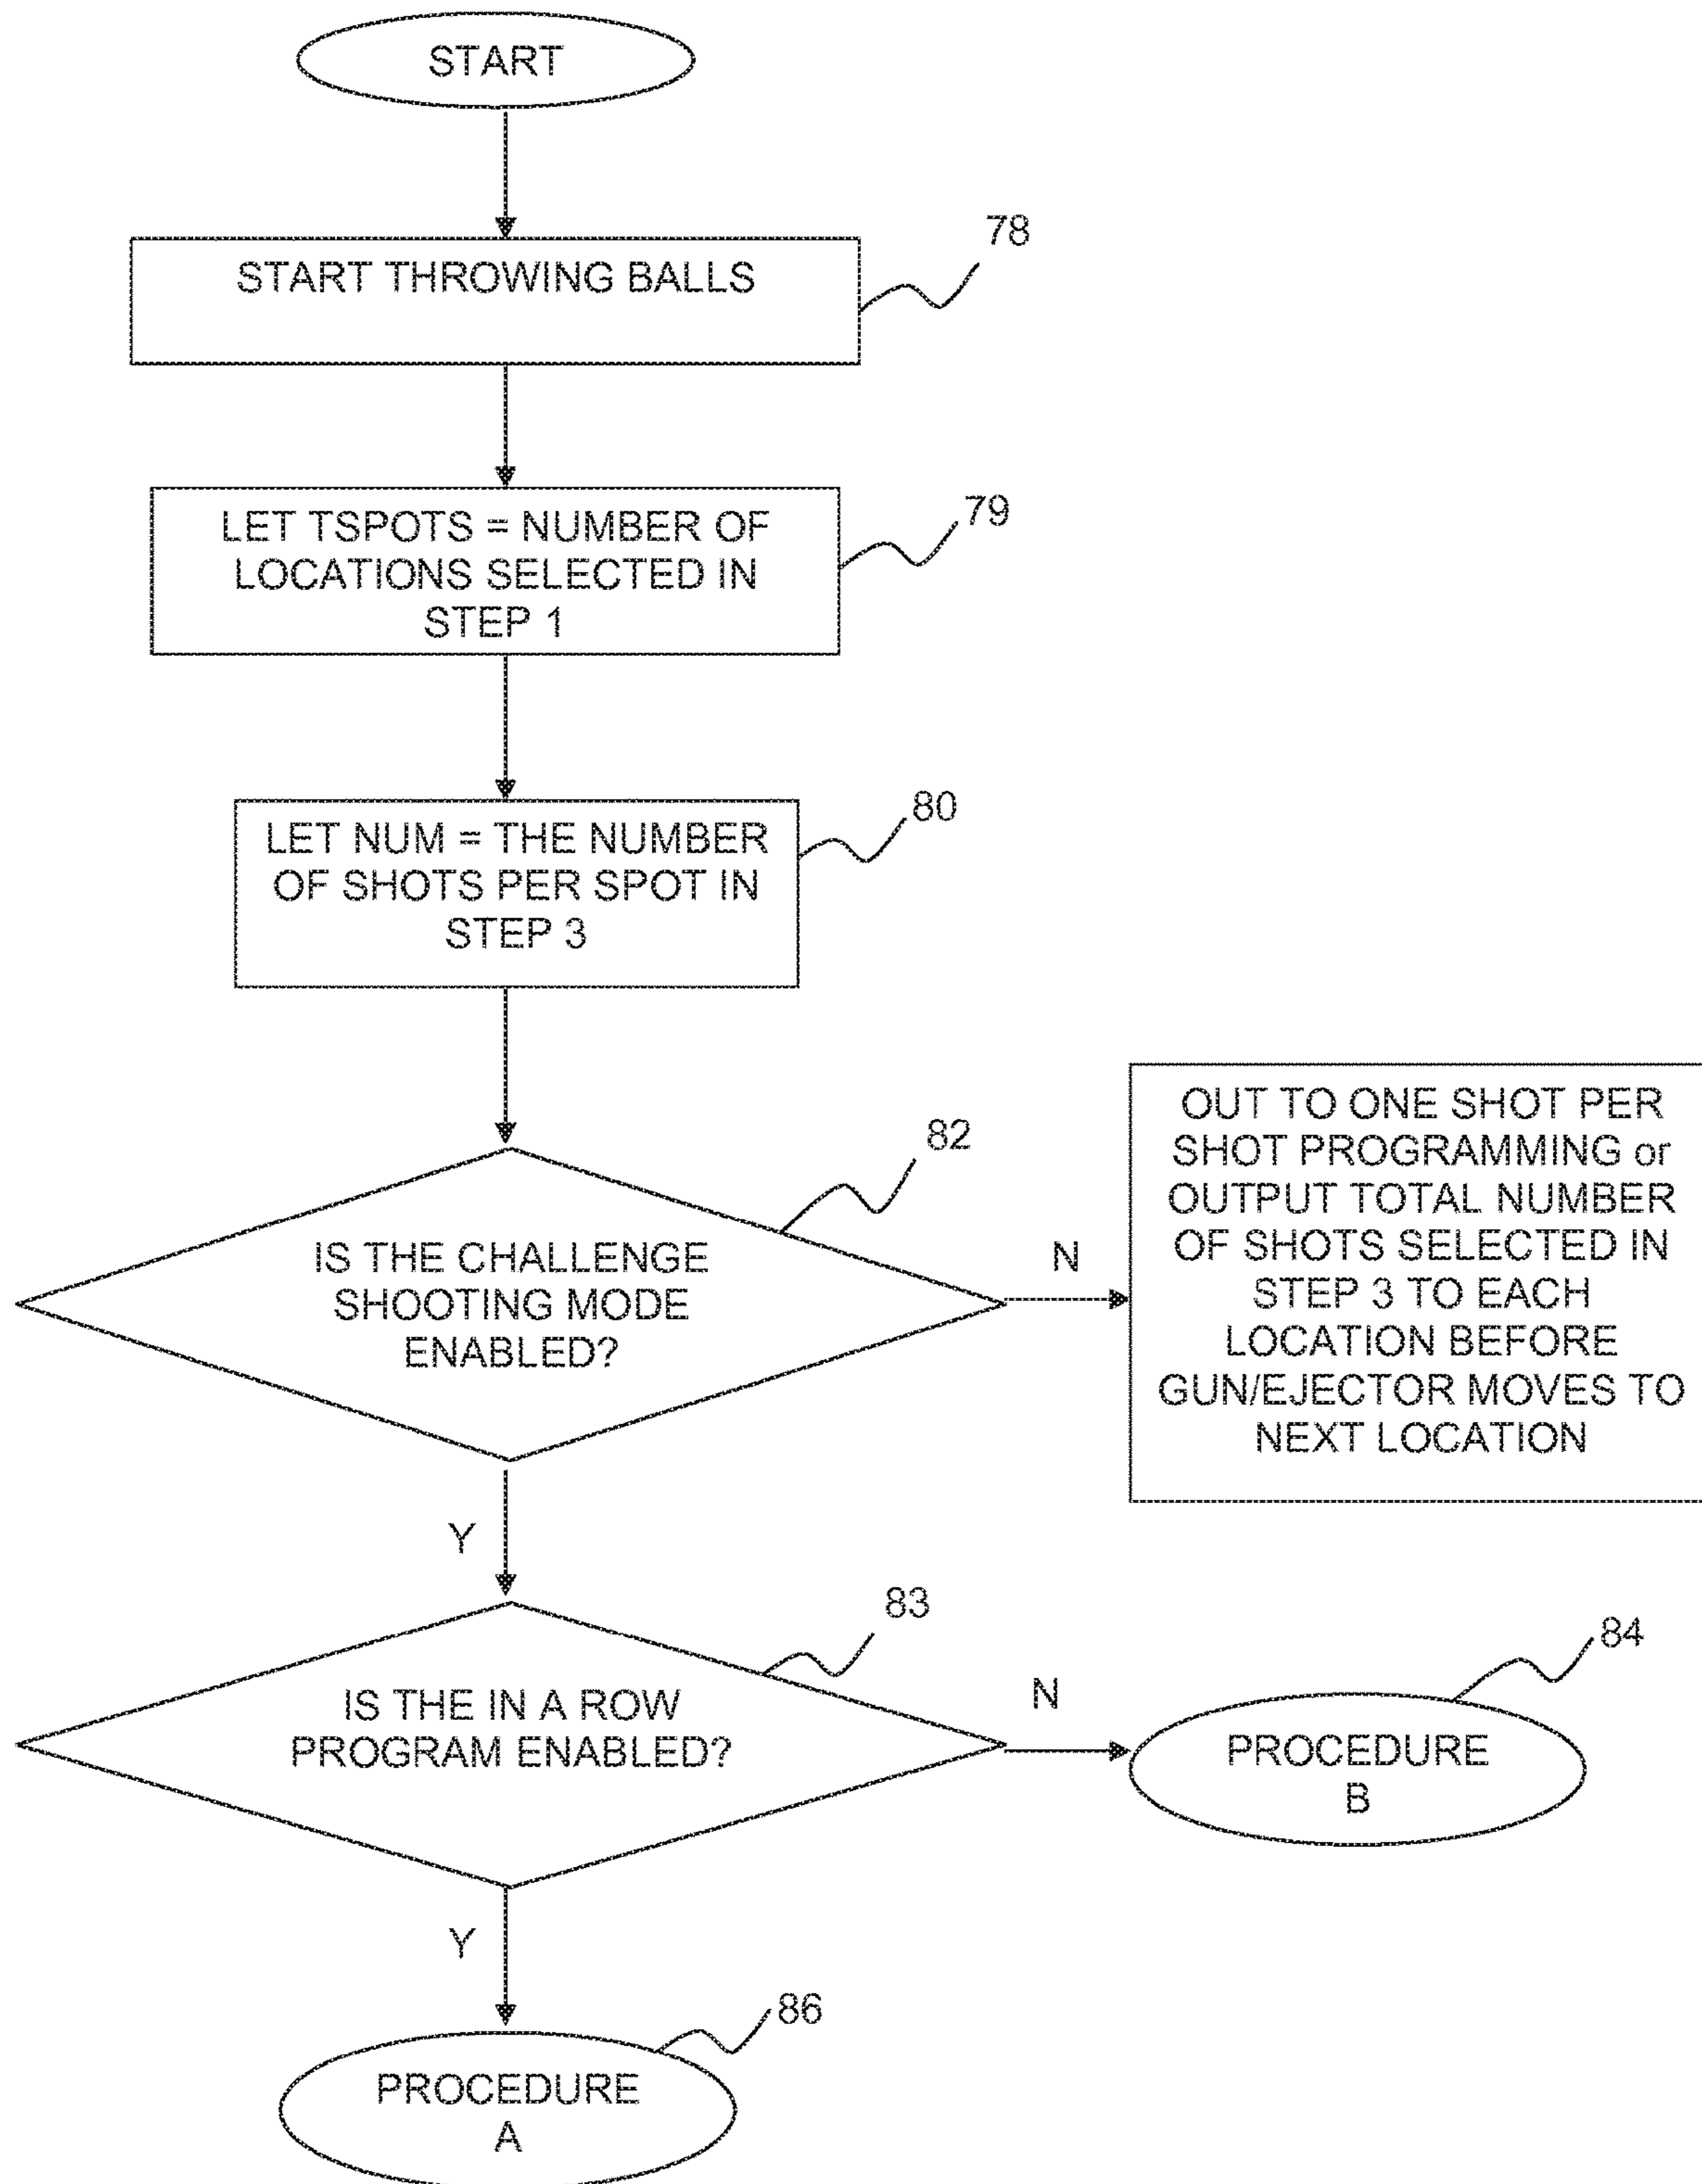 START
78
START THROWING BALLS
79
LET TSPOTS = NUMBER OF
LOCATIONS SELECTED IN
STEP 1
80
LET NUM = THE NUMBER
OF SHOTS PER SPOT IN
STEP 3
OUT TO ONE SHOT PER
SHOT PROGRAMMING or
OUTPUT TOTAL NUMBER
OF SHOTS SELECTED IN
STEP 3 TO EACH
LOCATION BEFORE
GUN/EJECTOR MOVES TO
NEXT LOCATION
82
IS THE CHALLENGE
SHOOTING MODE
ENABLED?
N
Y
83
IS THE IN A ROW
PROGRAM ENABLED?
N
84
PROCEDURE
B
Y
86
PROCEDURE
A